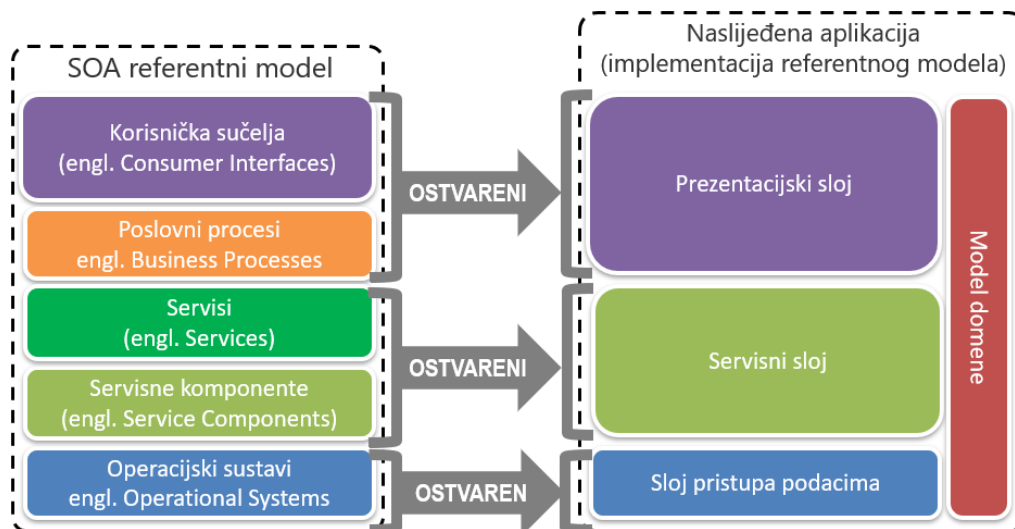 SOA referentni model
Korisnička sučelja
(engl. Consumer Interfaces)
Poslovni procesi
engl. Business Processes
Servisi
(engl. Services)
Servisne komponente
(engl. Service Components)
Operacijski sustavi
engl. Operational Systems
OSTVARENI
OSTVARENI
OSTVAREN
Naslijeđena aplikacija
(implementacija referentnog modela)
Prezentacijski sloj
Servisni sloj
Sloj pristupa podacima
Model domene